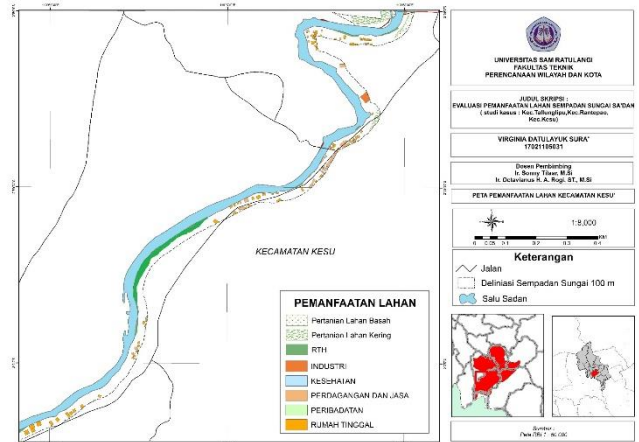 KECAMATAN KESU
PEMANFAATAN LAHAN
Pertanian Lahan Basah
Pertanian Lahan Kering
RTH
INDUSTRI
KESEHATAN
PERDAGANGAN DAN JASA
PERIBADATAN
RUMAH TINGGAL
UNIVERSITAS SAM RATULANGI
FAKULTAS TEKNIK
PERENCANAAN WILAYAH DAN KOTA
JUDUL SKRIPSI :
EVALUASI PEMANFAATAN LAHAN SEMPADAN SUNGAI SA'DAN
( studi kasus : Kec.Tallunglipu,Kec.Rantepao,
Kec.Kesu)
VIRGINIA DATULAYUK SURA'
17021105031
Dosen Pembimbing
Ir. Sonny Tilaar, M.Si
Ir. Octavianus H. A. Rogi. ST., M.Si
PETA PEMANFAATAN LAHAN KECAMATAN KESU'
1:8,000
0 0.05 0.1 0.2 0.4
KM
Keterangan
Jalan
Deliniasi Sempadan Sungai 100 m
Salu Sadan
Sumber :